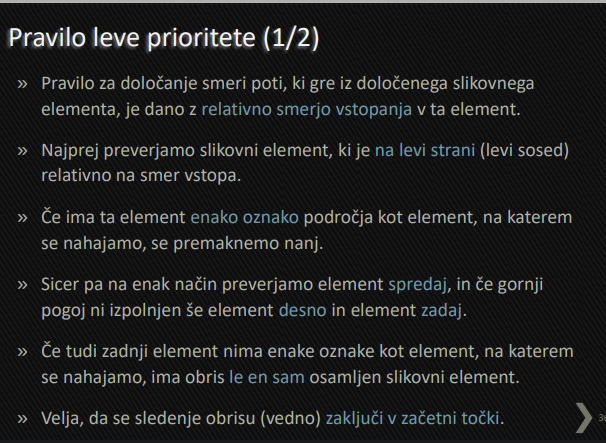 Pravilo leve prioritete (1/2)
» Pravilo za določanje smeri poti, ki gre iz določenega slikovnega
elementa, je dano z relativno smerjo vstopanja v ta element.
» Najprej preverjamo slikovni element, ki je na levi strani (levi sosed)
relativno na smer vstopa.
» Če ima ta element enako oznako področja kot element, na katerem
se nahajamo, se premaknemo nanj.
» Sicer pa na enak način preverjamo element spredaj, in če gornji
pogoj ni izpolnjen še element desno in element zadaj.
» Če tudi zadnji element nima enake oznake kot element, na katerem
se nahajamo, ima obris le en sam osamljen slikovni element.
» Velja, da se sledenje obrisu (vedno) zaključi v začetni točki.